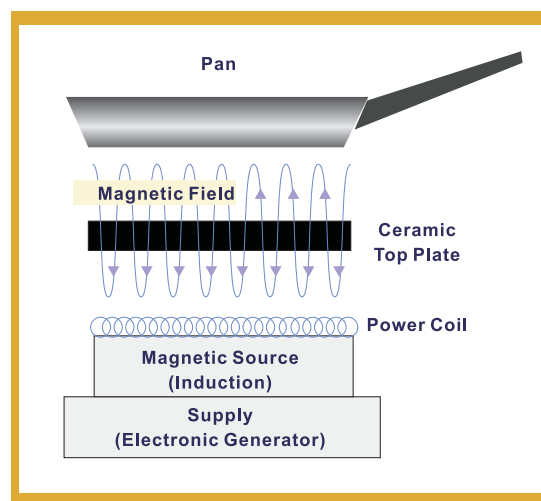 Pan
Magnetic Field
Ceramic
Top Plate
Power Coil
Magnetic Source
(Induction)
Supply
(Electronic Generator)